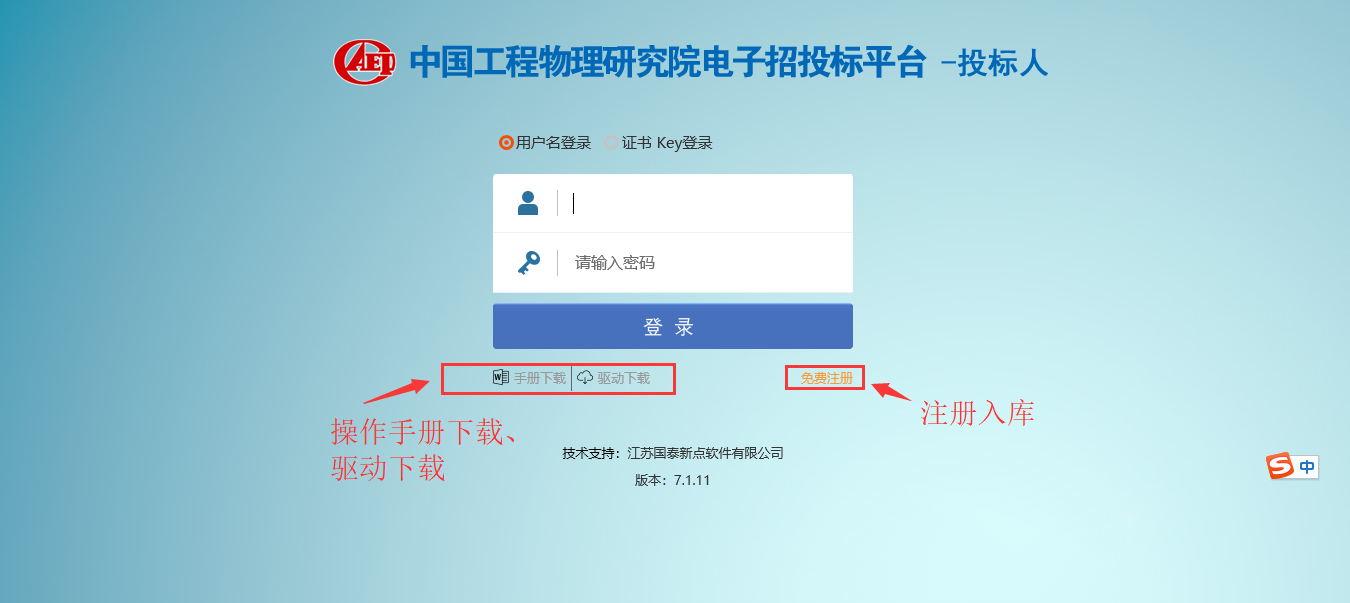 CAEP 中国工程物理研究院电子招投标平台 -投标人
用户名登录 证书 Key登录
请输入密码
登 录
W 手册下载 驱动下载 免费注册
操作手册下载、
驱动下载
注册入库
技术支持：江苏国泰新点软件有限公司
版本：7.1.11
S 中